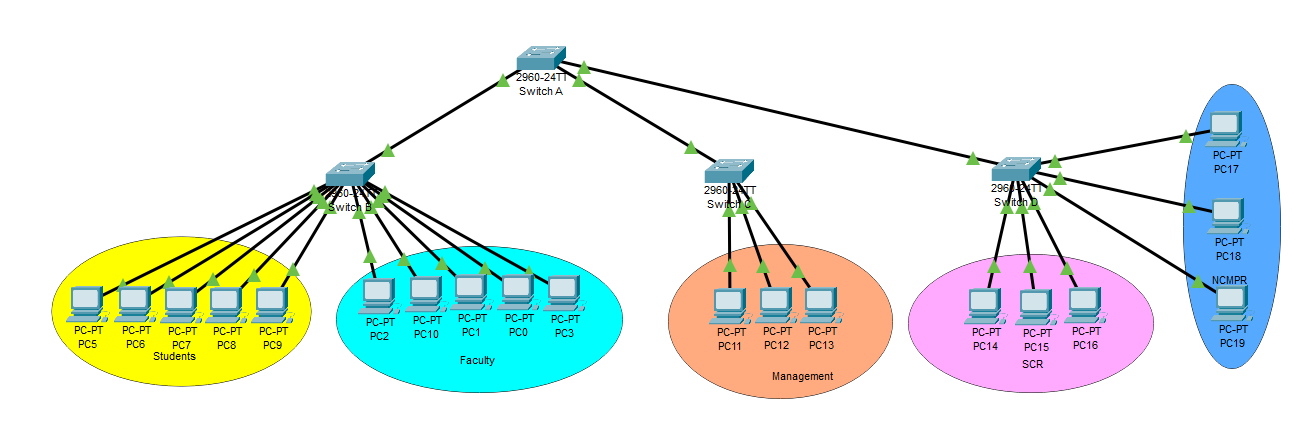 2960-24TT
Switch A
2960-24TT
Switch B
2960-24TT
Switch C
2960-24TT
Switch D
PC-PT
PC17
PC-PT
PC18
NCMPR
PC-PT
PC19
PC-PT
PC5
PC-PT
PC6
PC-PT
PC7
PC-PT
PC8
PC-PT
PC9
Students
PC-PT
PC2
PC-PT
PC10
PC-PT
PC1
PC-PT
PC0
PC-PT
PC3
Faculty
PC-PT
PC11
PC-PT
PC12
PC-PT
PC13
Management
PC-PT
PC14
PC-PT
PC15
PC-PT
PC16
SCR